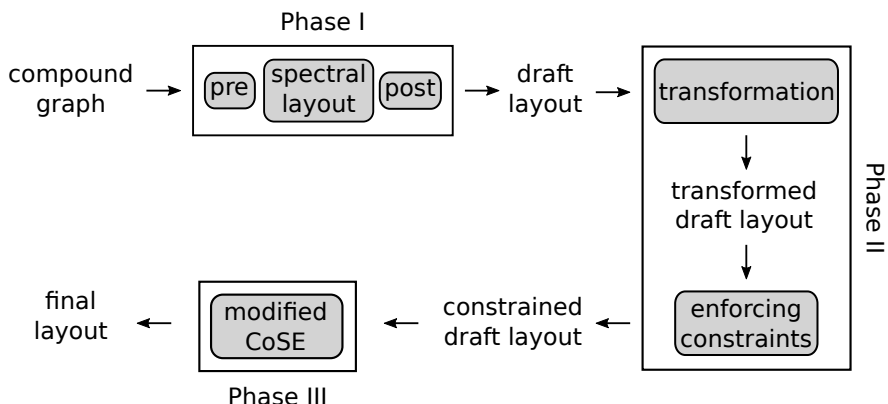 Phase I
compound
graph
pre
spectral
layout
post
draft
layout
transformation
transformed
draft layout
Phase II
enforcing
constraints
constrained
draft layout
modified
CoSE
Phase III
final
layout